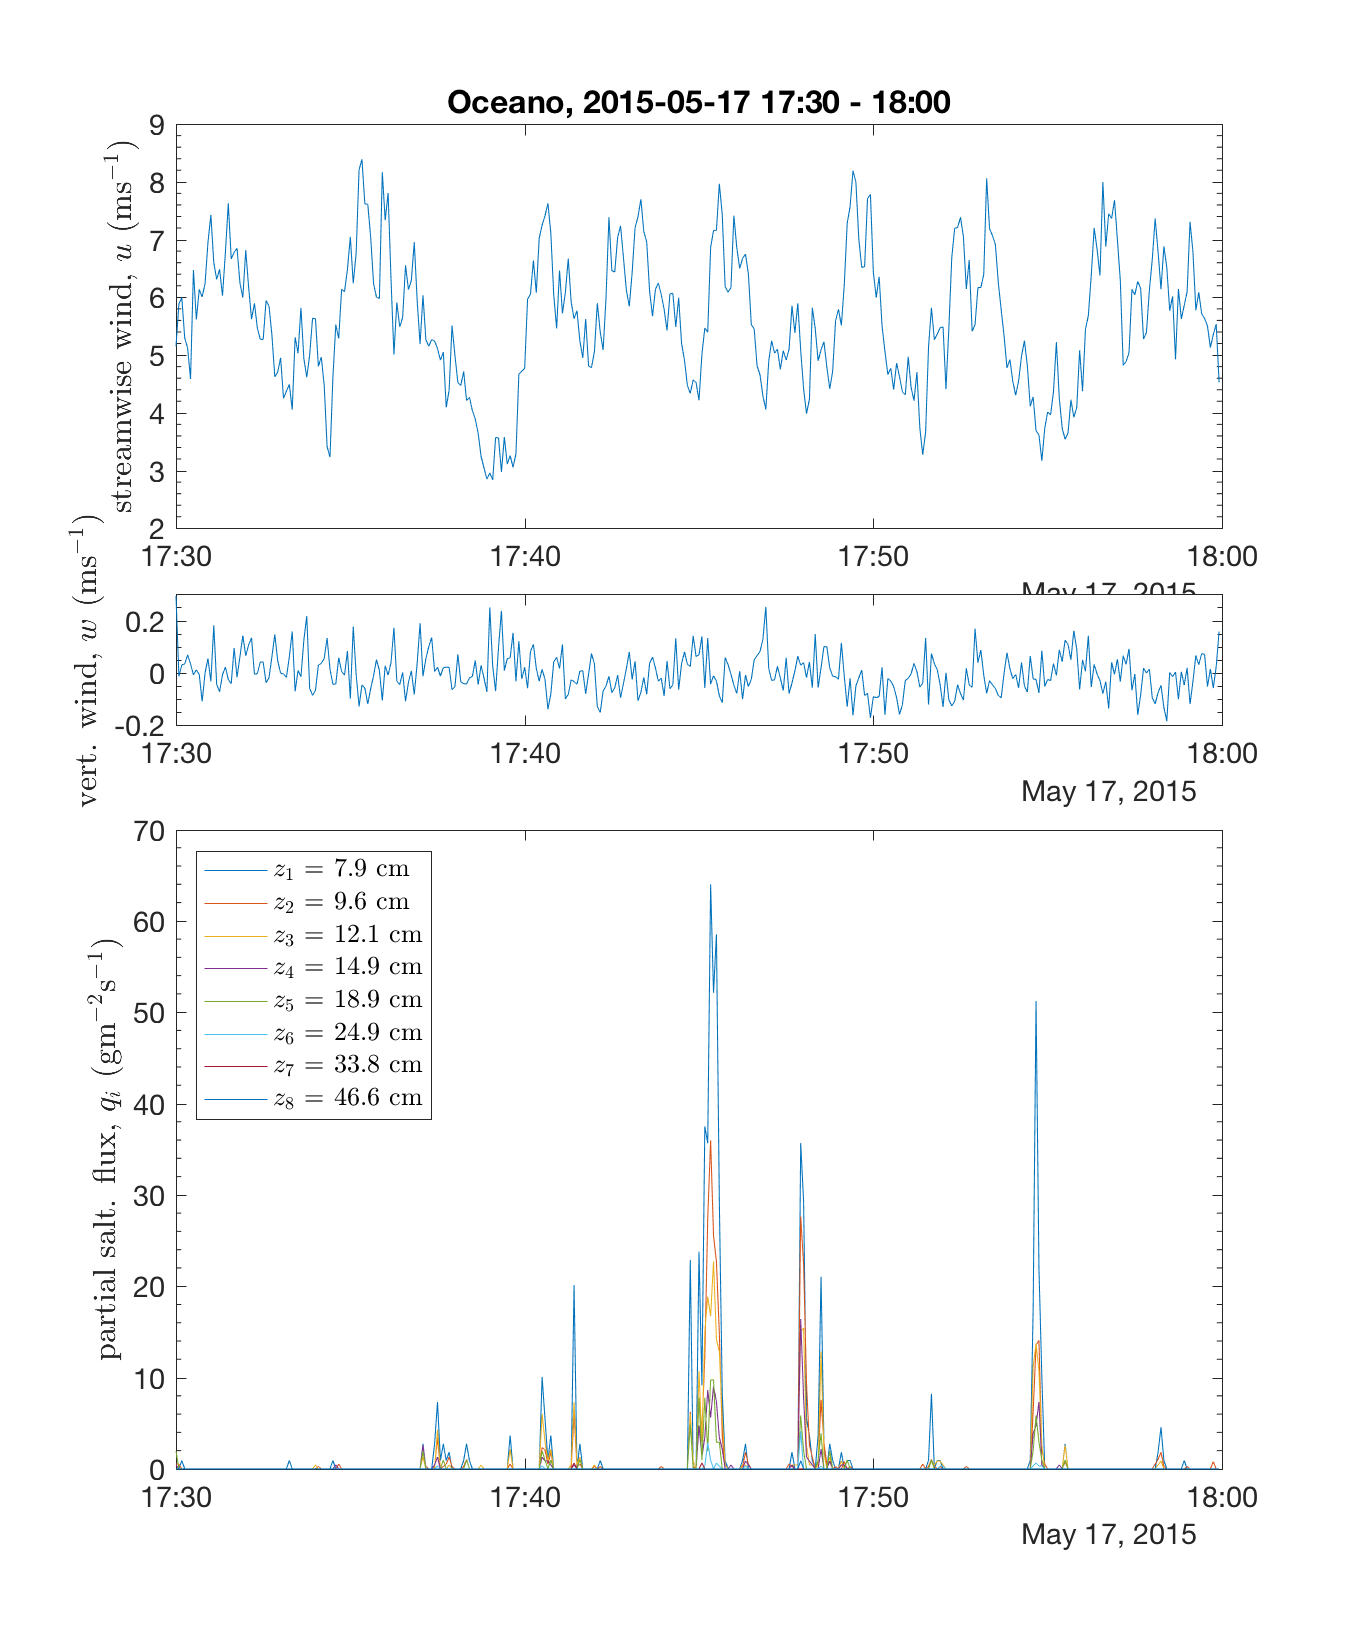 Oceano, 2015-05-17 17:30 - 18:00
streamwise wind, u (ms⁻¹)
9
8
7
6
5
4
3
2
17:30 17:40 17:50 18:00
May 17, 2015
vert. wind, w (ms⁻¹)
0.2
0
-0.2
17:30 17:40 17:50 18:00
May 17, 2015
partial salt. flux, qᵢ (gm⁻²s⁻¹)
70
60
50
40
30
20
10
0
z₁ = 7.9 cm
z₂ = 9.6 cm
z₃ = 12.1 cm
z₄ = 14.9 cm
z₅ = 18.9 cm
z₆ = 24.9 cm
z₇ = 33.8 cm
z₈ = 46.6 cm
17:30 17:40 17:50 18:00
May 17, 2015